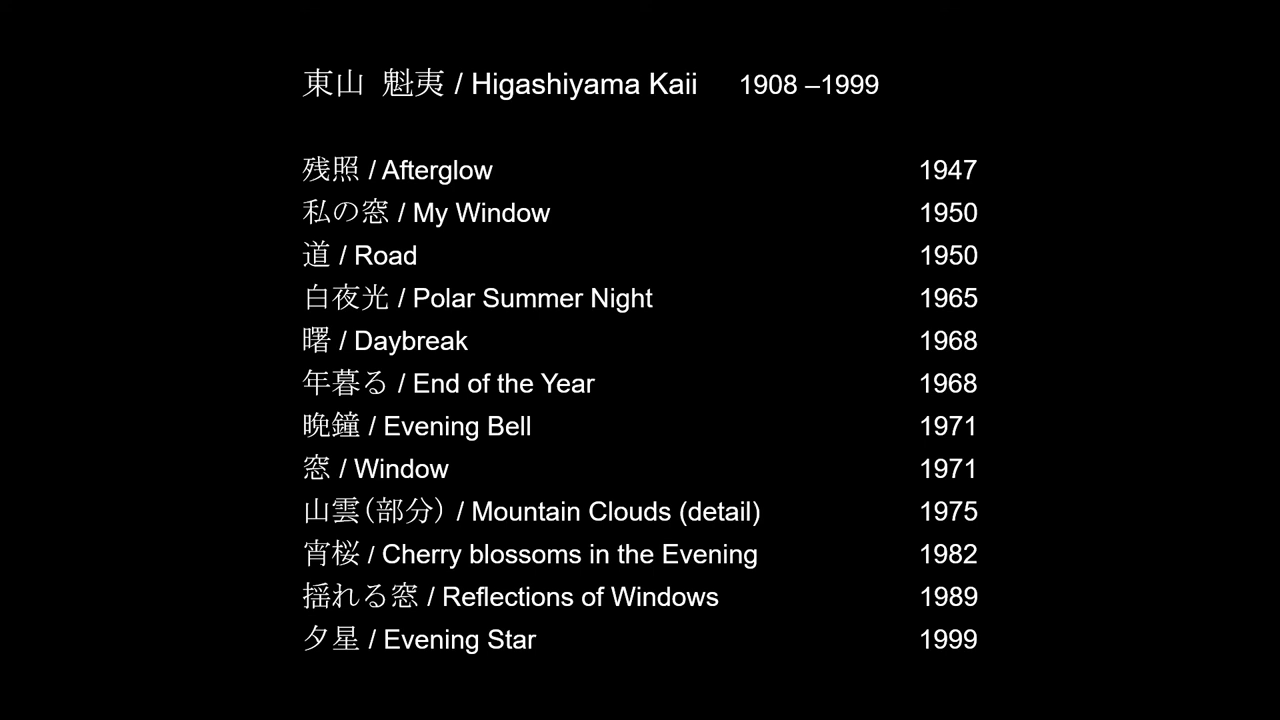 東山 魁夷 / Higashiyama Kaii 1908 –1999
残照 / Afterglow 1947
私の窓 / My Window 1950
道 / Road 1950
白夜光 / Polar Summer Night 1965
曙 / Daybreak 1968
年暮る / End of the Year 1968
晩鐘 / Evening Bell 1971
窓 / Window 1971
山雲(部分) / Mountain Clouds (detail) 1975
宵桜 / Cherry blossoms in the Evening 1982
揺れる窓 / Reflections of Windows 1989
夕星 / Evening Star 1999